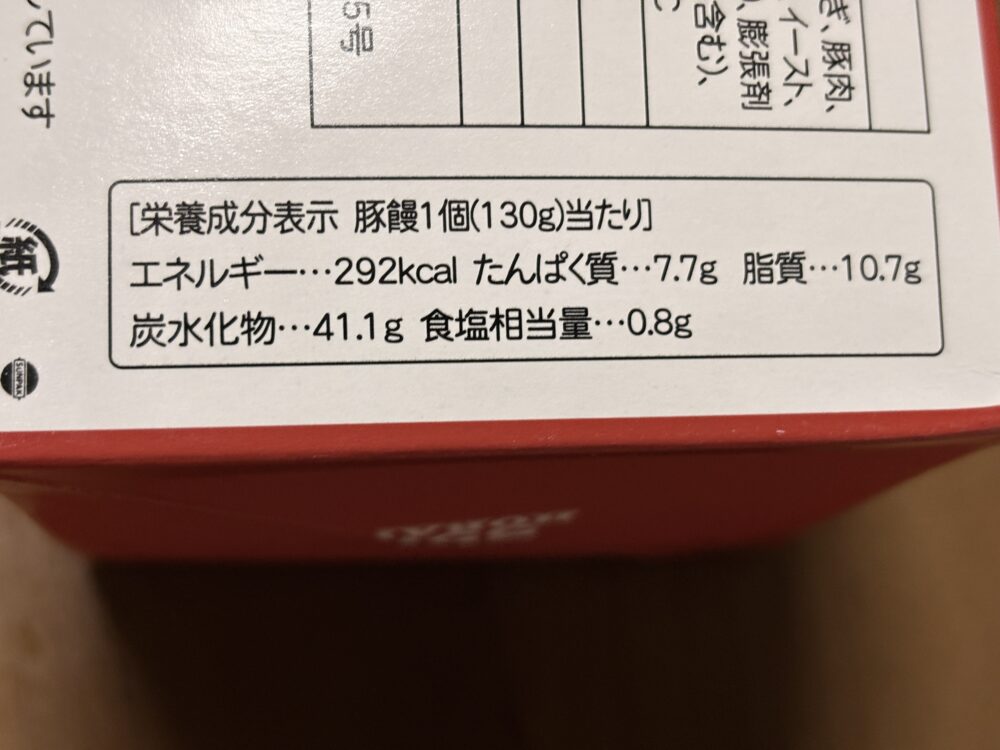 しています
5号
ぎ、豚肉、
イースト、
、膨張剤
含む)、
[栄養成分表示 豚饅1個(130g)当たり]
エネルギー…292kcal たんぱく質…7.7g 脂質…10.7g
炭水化物…41.1g 食塩相当量…0.8g
紙
SUNPAK